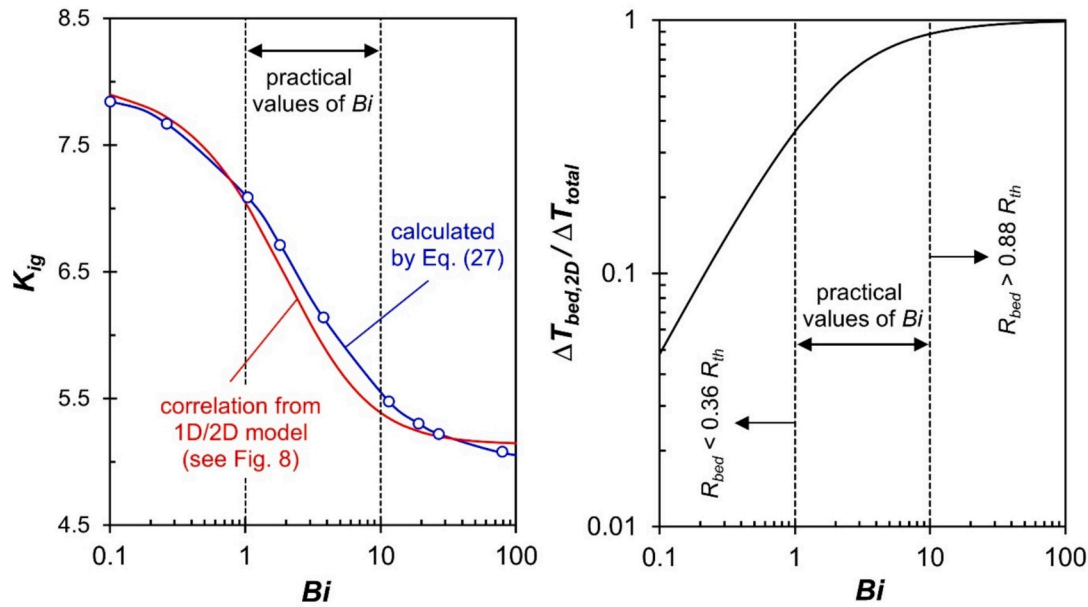 8.5
7.5
6.5
5.5
4.5
K_ig
practical
values of Bi
calculated
by Eq. (27)
correlation from
1D/2D model
(see Fig. 8)
0.1
1
10
100
Bi
1
0.1
0.01
ΔT_bed,2D / ΔT_total
practical
values of Bi
R_bed < 0.36 R_th
R_bed > 0.88 R_th
0.1
1
10
100
Bi